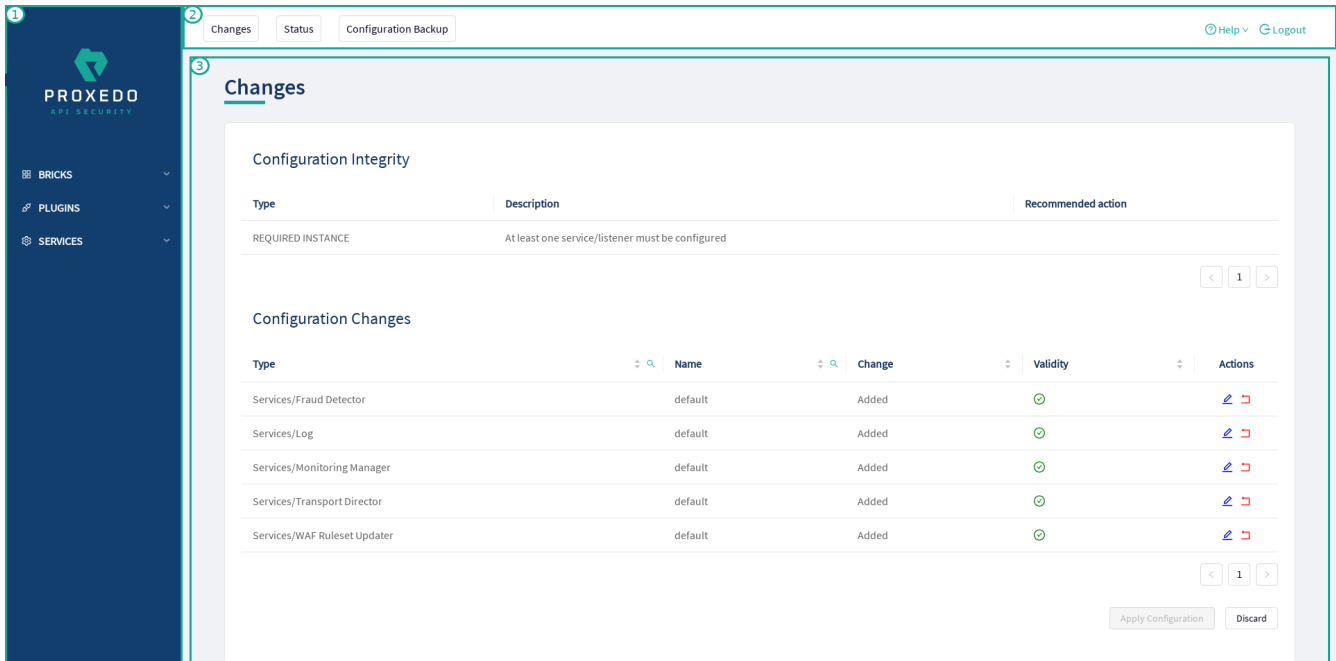 1
2
Changes Status Configuration Backup Help Logout
3
PROXEDO
API SECURITY
BRICKS
PLUGINS
SERVICES
Changes
Configuration Integrity
Type Description Recommended action
REQUIRED INSTANCE At least one service/listener must be configured
< 1 >
Configuration Changes
Type Name Change Validity Actions
Services/Fraud Detector default Added
Services/Log default Added
Services/Monitoring Manager default Added
Services/Transport Director default Added
Services/WAF Ruleset Updater default Added
< 1 >
Apply Configuration Discard